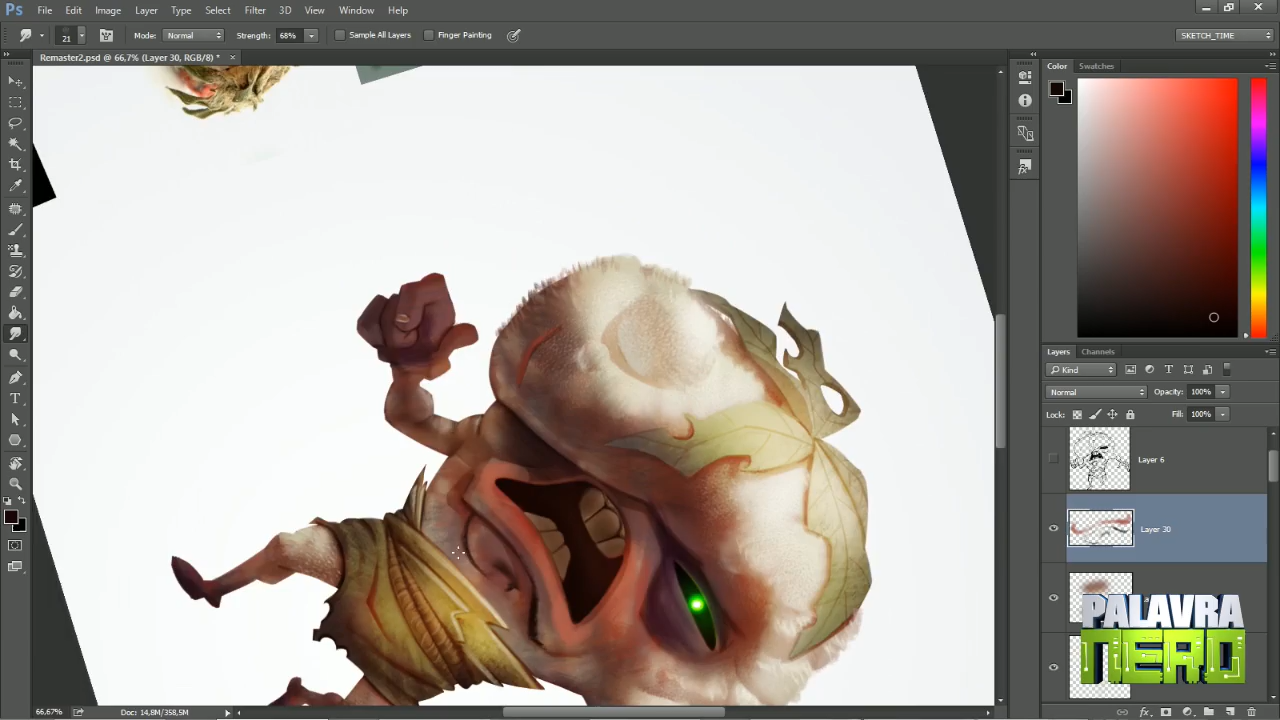 Ps File Edit Image Layer Type Select Filter 3D View Window Help
21 Mode: Normal Strength: 68% Sample All Layers Finger Painting SKETCH_TIME
Remaster2.psd @ 66,7% (Layer 30, RGB/8) *
Color Swatches
Layers Channels
Kind
Normal Opacity: 100%
Lock: Fill: 100%
Layer 6
Layer 30
PALAVRA
NERD
66,67% Doc: 14,8M/358,5M